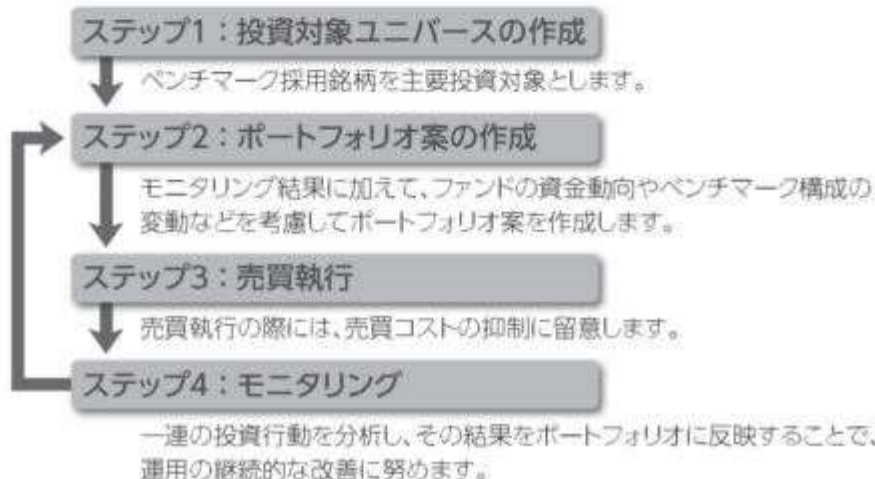 ステップ1：投資対象ユニバースの作成
ベンチマーク採用銘柄を主要投資対象とします。
ステップ2：ポートフォリオ案の作成
モニタリング結果に加えて、ファンドの資金動向やベンチマーク構成の
変動などを考慮してポートフォリオ案を作成します。
ステップ3：売買執行
売買執行の際には、売買コストの抑制に留意します。
ステップ4：モニタリング
一連の投資行動を分析し、その結果をポートフォリオに反映することで、
運用の継続的な改善に努めます。